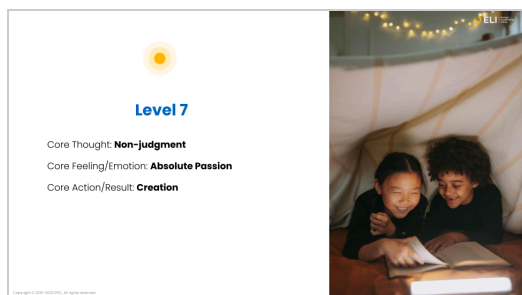 ELI
Level 7
Core Thought: Non-judgment
Core Feeling/Emotion: Absolute Passion
Core Action/Result: Creation